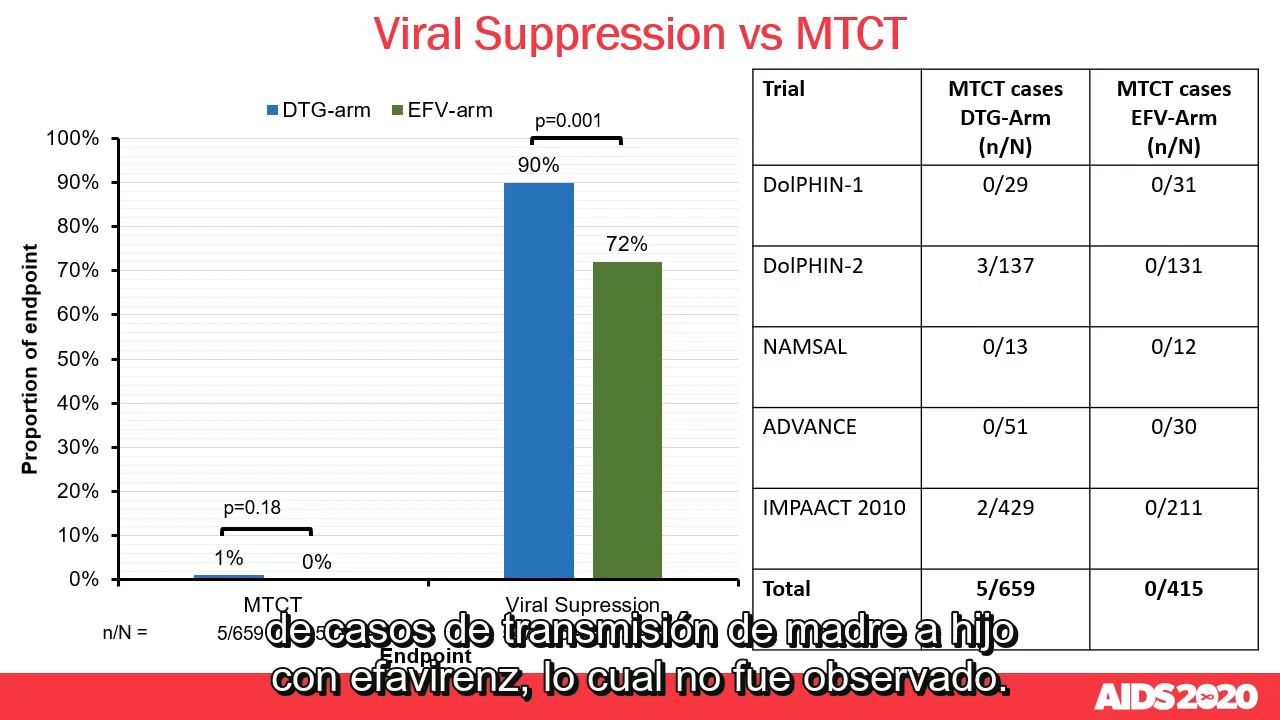 Viral Suppression vs MTCT
DTG-arm EFV-arm
p=0.001
100%
90%
80%
70%
60%
50%
40%
30%
20%
10%
0%
Proportion of endpoint
90%
72%
p=0.18
1% 0%
MTCT Viral Supression
n/N = 5/659
Endpoint
Trial MTCT cases DTG-Arm (n/N) MTCT cases EFV-Arm (n/N)
DolPHIN-1 0/29 0/31
DolPHIN-2 3/137 0/131
NAMSAL 0/13 0/12
ADVANCE 0/51 0/30
IMPAACT 2010 2/429 0/211
Total 5/659 0/415
de casos de transmisión de madre a hijo
con efavirenz, lo cual no fue observado.
AIDS2020